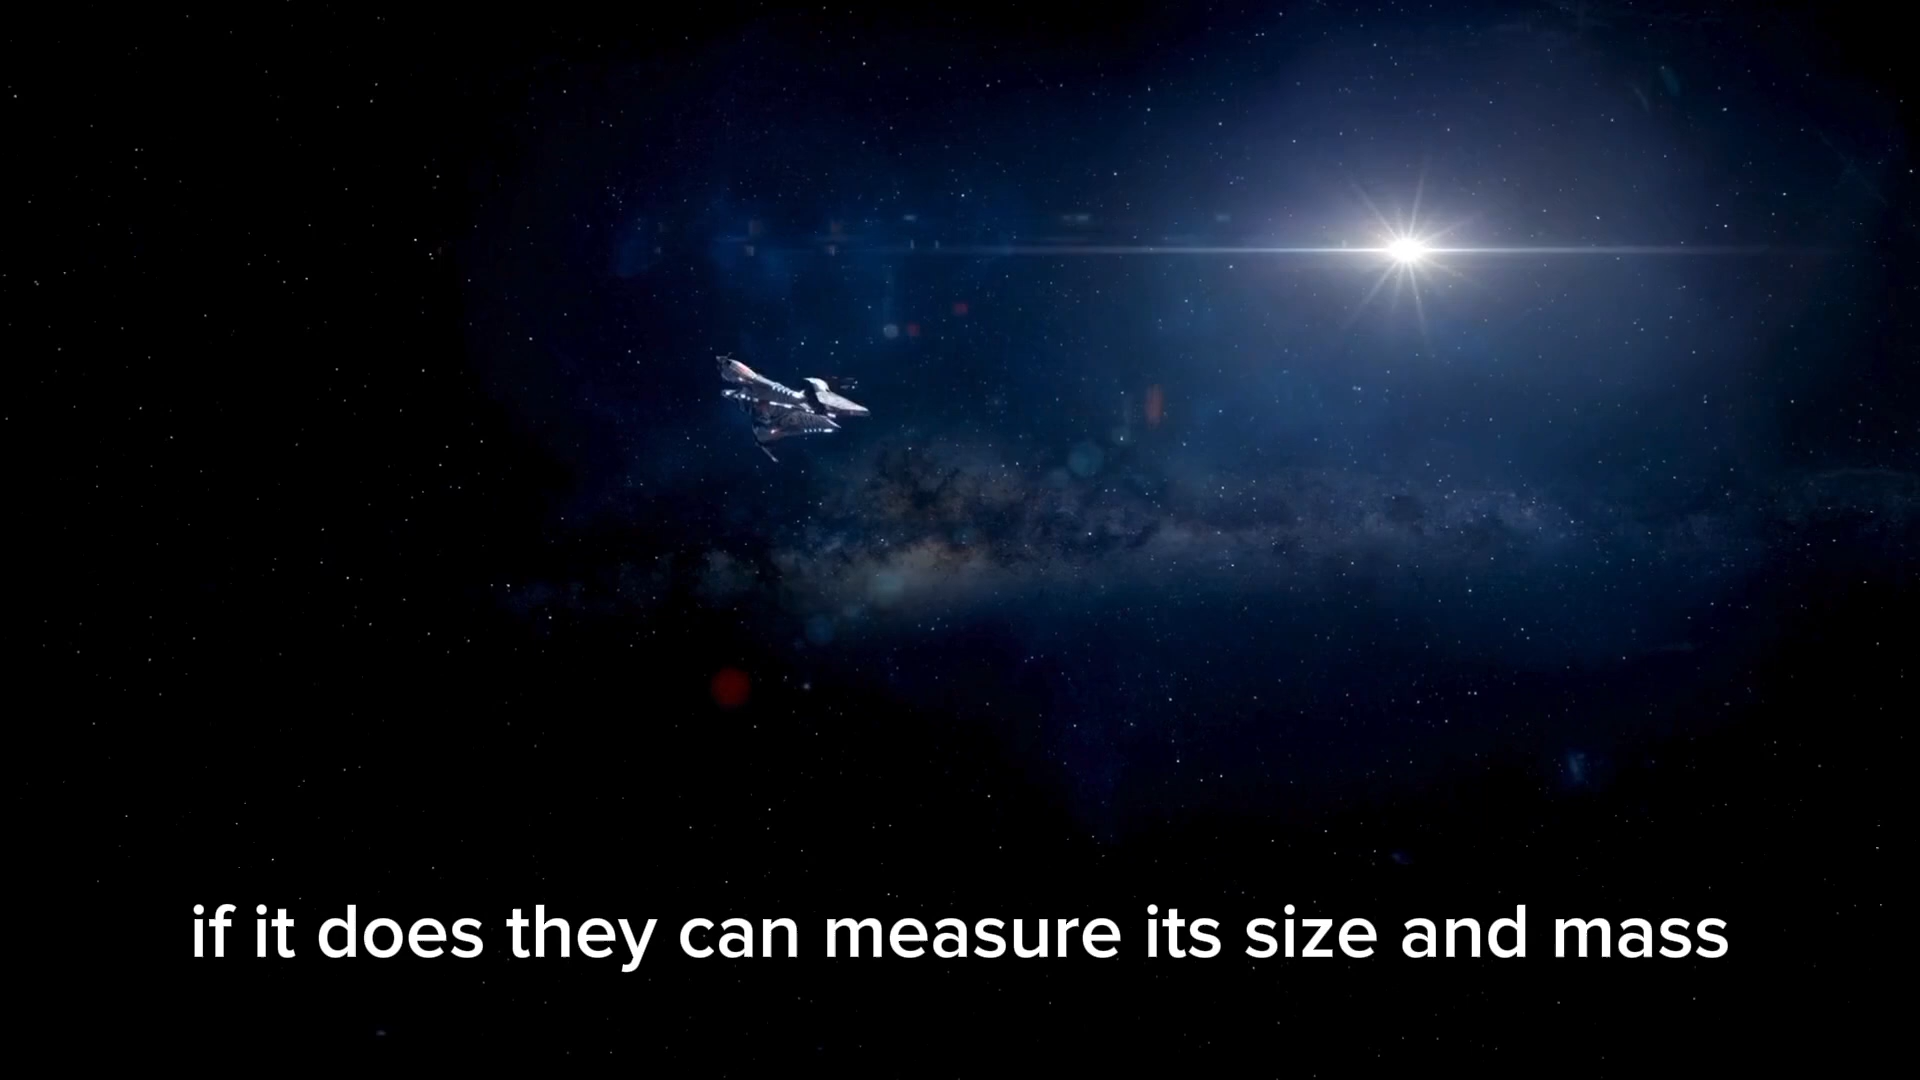 if it does they can measure its size and mass